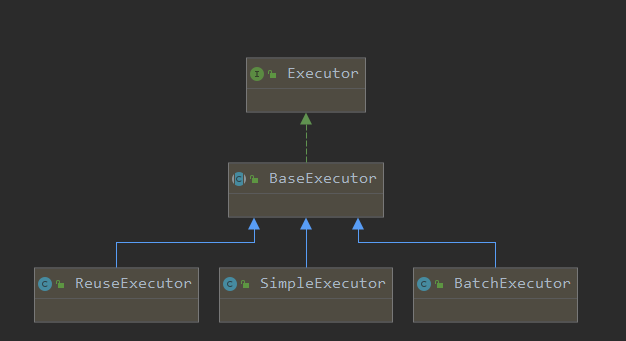 I Executor
C BaseExecutor
C ReuseExecutor
C SimpleExecutor
C BatchExecutor